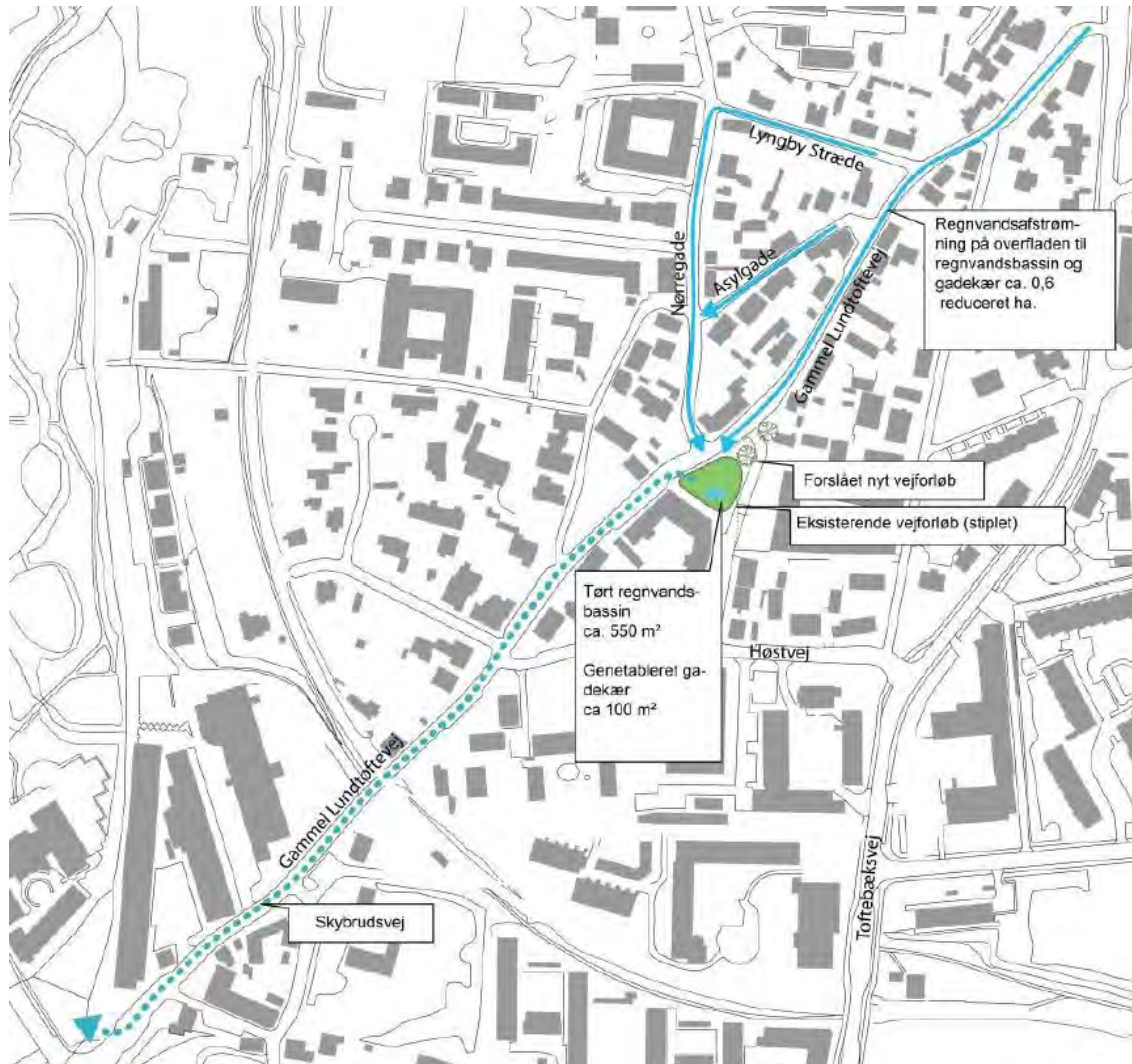 Lyngby Stræde
Nørregade
Asylgade
Gammel Lundtoftevej
Regnvandsafstrøm-
ning på overfladen til
regnvandsbassin og
gadekær ca. 0,6
reduceret ha.
Forslået nyt vejforløb
Eksisterende vejforløb (stiplet)
Tørt regnvands-
bassin
ca. 550 m²
Genetableret ga-
dekær
ca 100 m²
Høstvej
Gammel Lundtoftevej
Toftebæksvej
Skybrudsvej